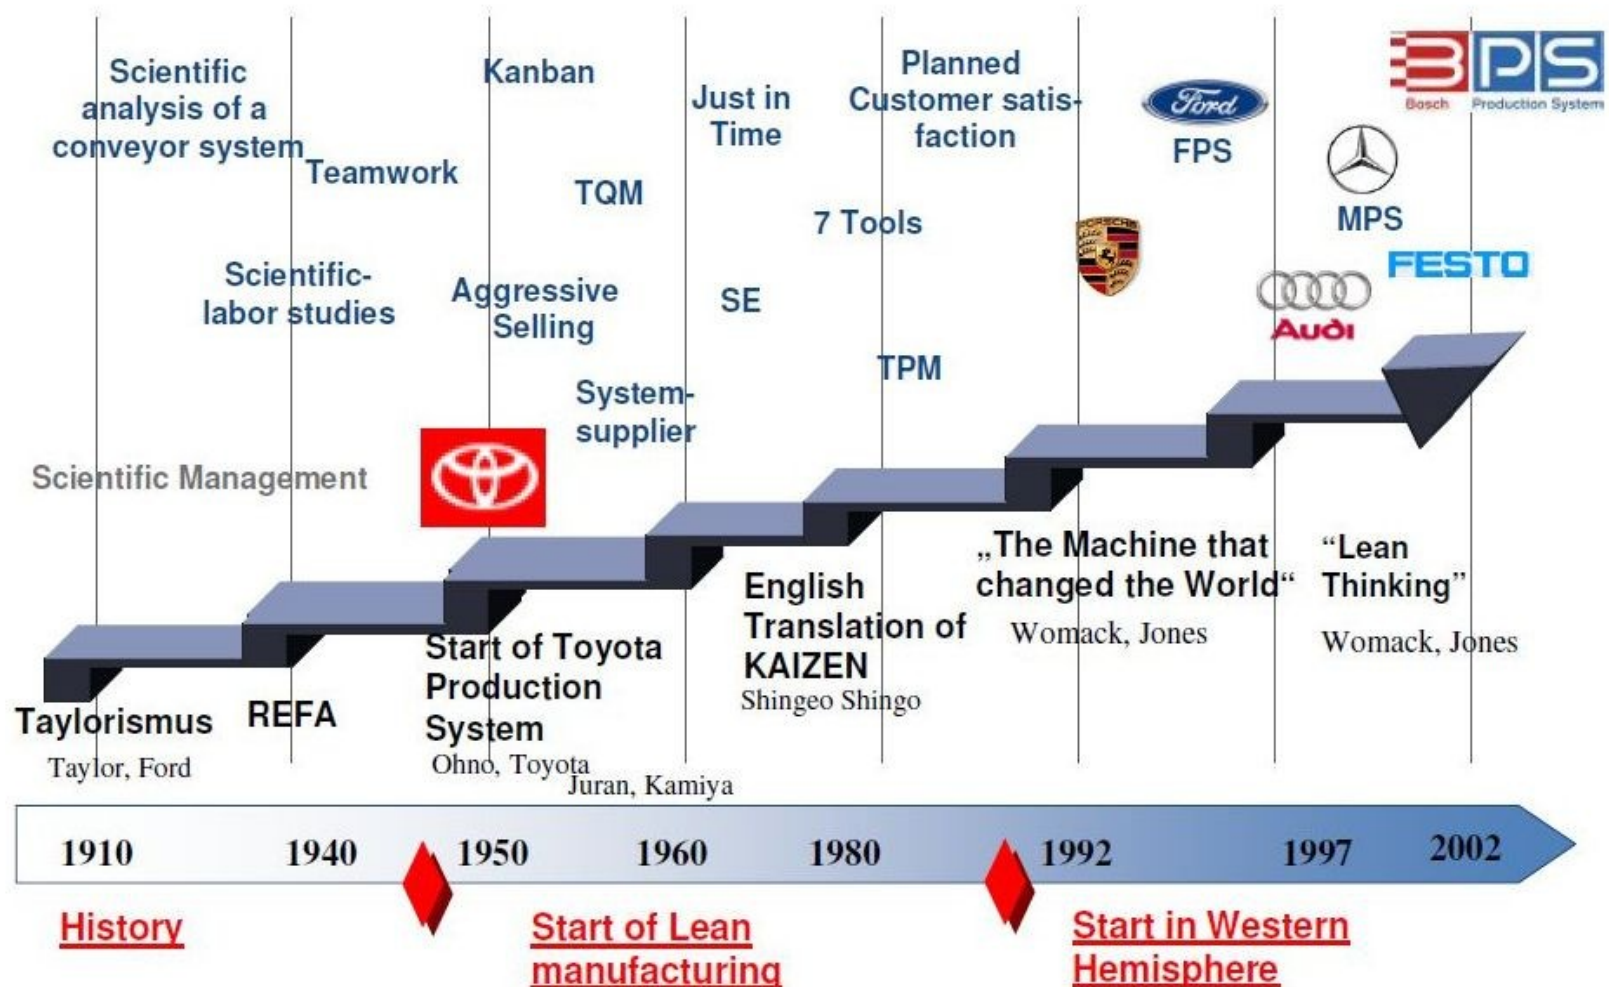 Scientific
analysis of a
conveyor system
Teamwork
Scientific-
labor studies
Kanban
TQM
Aggressive
Selling
System-
supplier
Just in
Time
SE
Planned
Customer satis-
faction
7 Tools
TPM
PORSCHE
Ford
FPS
Audi
MPS
FESTO
BPS
Bosch Production System
Scientific Management
Taylorismus
Taylor, Ford
REFA
Start of Toyota
Production
System
Ohno, Toyota
Juran, Kamiya
English
Translation of
KAIZEN
Shingeo Shingo
„The Machine that
changed the World“
Womack, Jones
“Lean
Thinking”
Womack, Jones
1910 1940 1950 1960 1980 1992 1997 2002
History
Start of Lean
manufacturing
Start in Western
Hemisphere